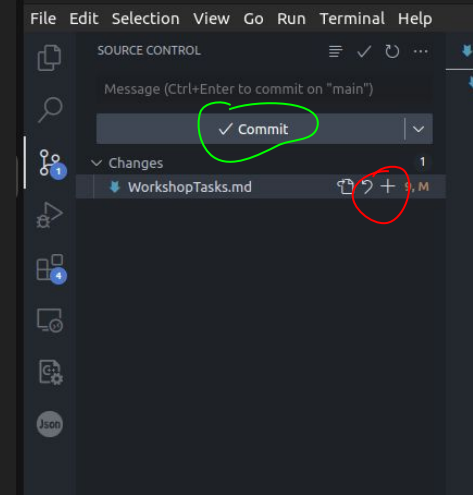 File Edit Selection View Go Run Terminal Help
SOURCE CONTROL
Message (Ctrl+Enter to commit on "main")
Commit
Changes 1
WorkshopTasks.md 9, M
1
4
Json